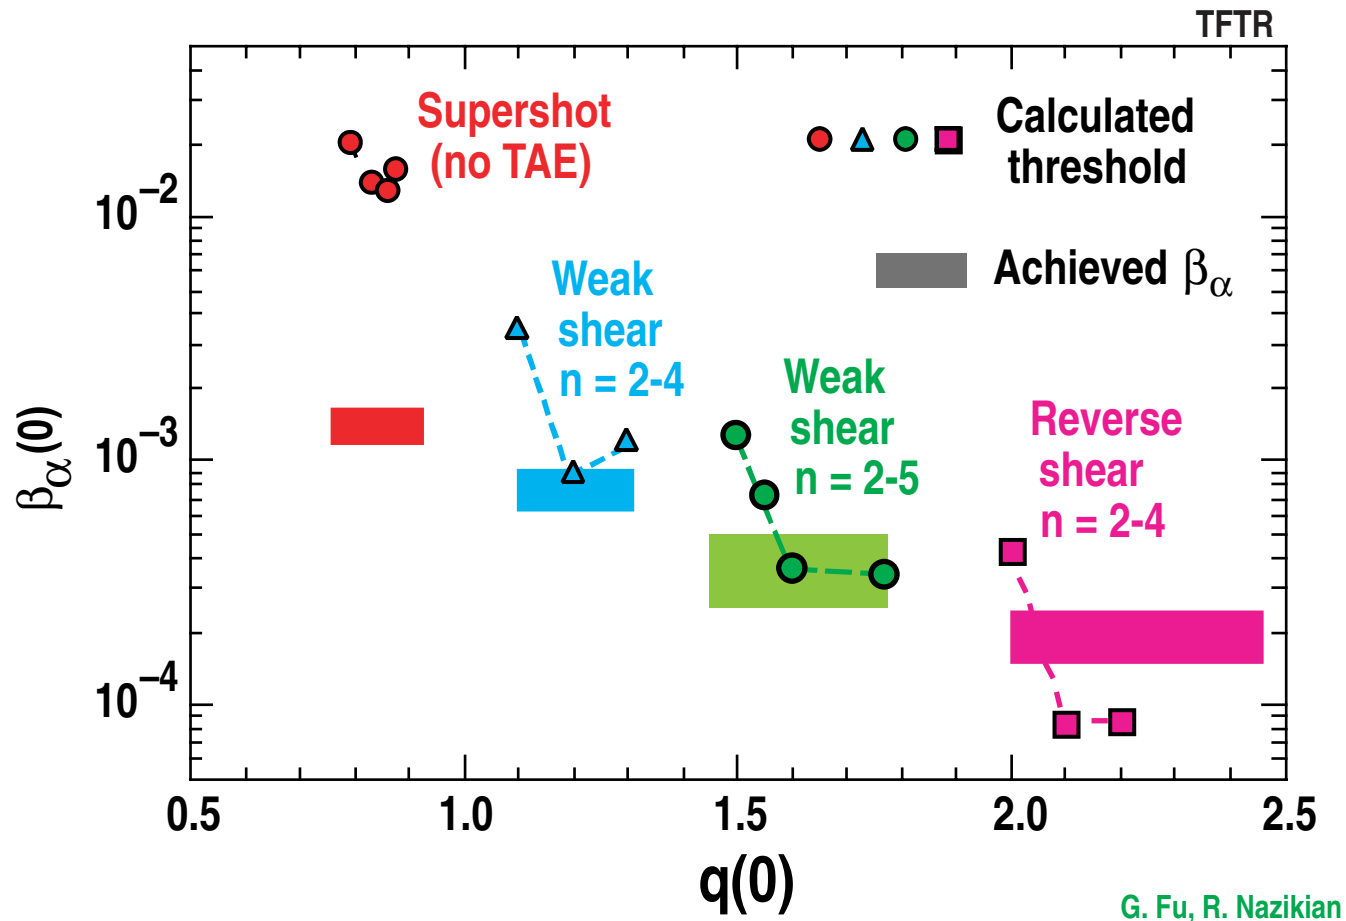 TFTR
Supershot
(no TAE)
Calculated
threshold
Achieved βα
Weak
shear
n = 2-4
Weak
shear
n = 2-5
Reverse
shear
n = 2-4
βα(0)
10−2
10−3
10−4
0.5 1.0 1.5 2.0 2.5
q(0)
G. Fu, R. Nazikian